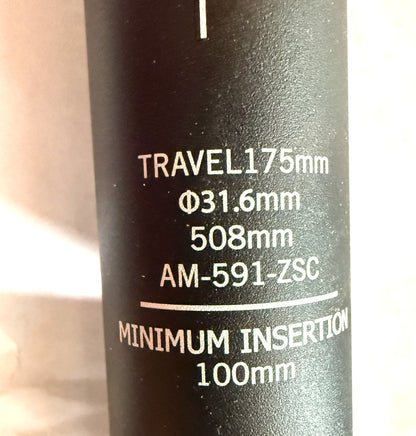 TRAVEL175mm
Φ31.6mm
508mm
AM-591-ZSC
MINIMUM INSERTION
100mm